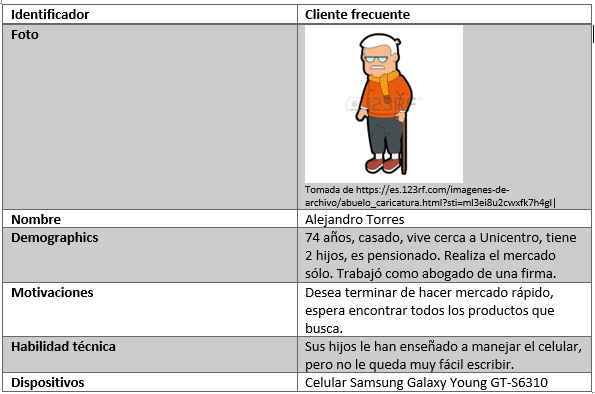 Identificador Cliente frecuente
Foto
123RF
Tomada de https://es.123rf.com/imagenes-de-
archivo/abuelo_caricatura.html?sti=ml3ei8u2cwxfk7h4gl|
Nombre Alejandro Torres
Demographics 74 años, casado, vive cerca a Unicentro, tiene
2 hijos, es pensionado. Realiza el mercado
sólo. Trabajó como abogado de una firma.
Motivaciones Desea terminar de hacer mercado rápido,
espera encontrar todos los productos que
busca.
Habilidad técnica Sus hijos le han enseñado a manejar el celular,
pero no le queda muy fácil escribir.
Dispositivos Celular Samsung Galaxy Young GT-S6310